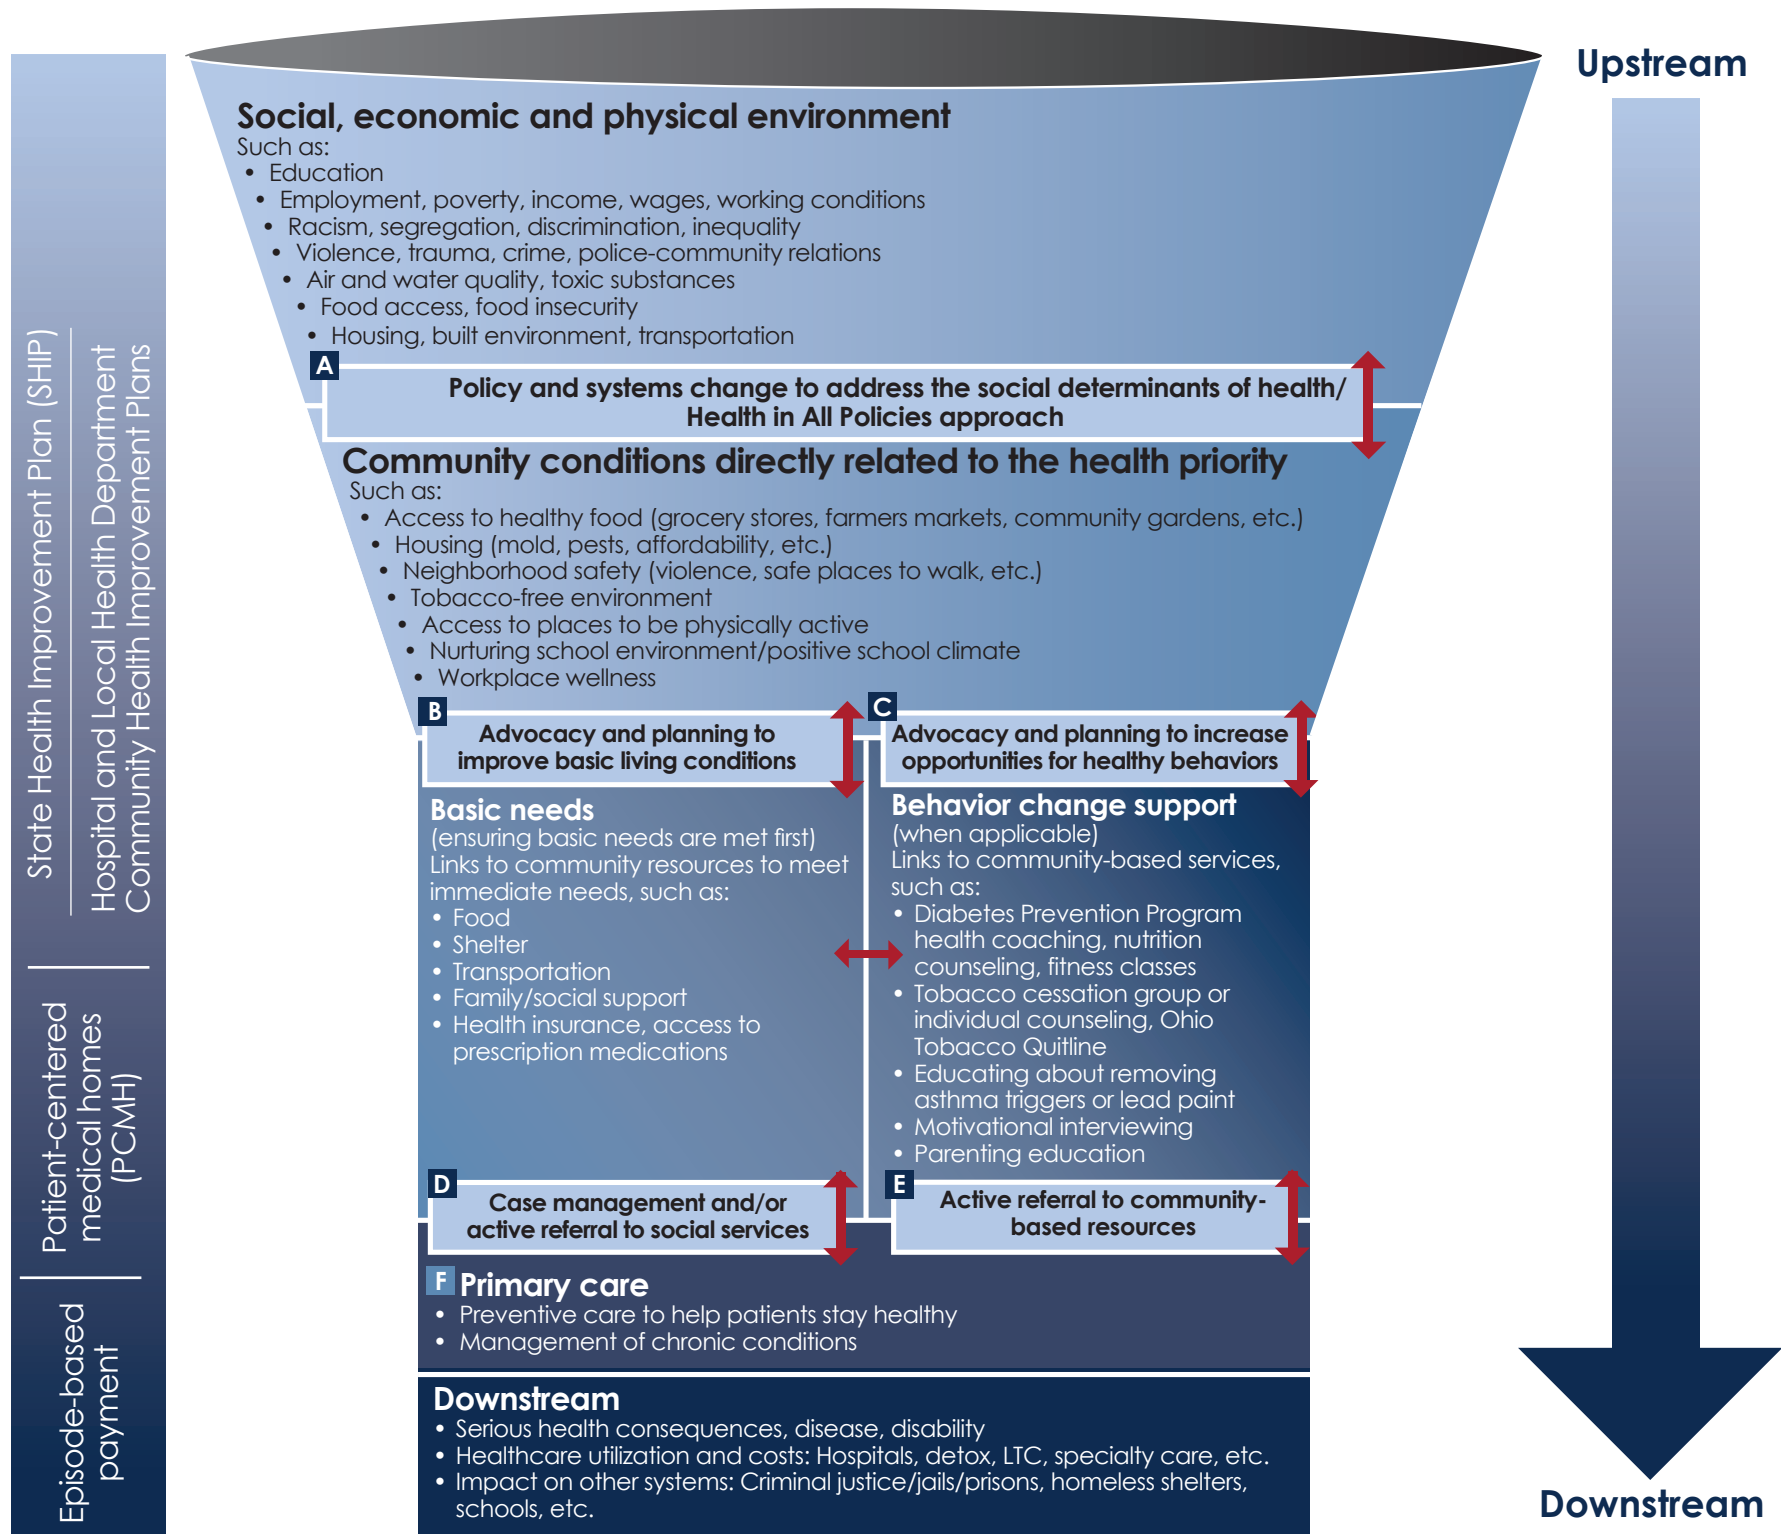 Upstream
Social, economic and physical environment
Such as:
• Education
• Employment, poverty, income, wages, working conditions
• Racism, segregation, discrimination, inequality
• Violence, trauma, crime, police-community relations
• Air and water quality, toxic substances
• Food access, food insecurity
• Housing, built environment, transportation
A
Policy and systems change to address the social determinants of health/
Health in All Policies approach
Community conditions directly related to the health priority
Such as:
• Access to healthy food (grocery stores, farmers markets, community gardens, etc.)
• Housing (mold, pests, affordability, etc.)
• Neighborhood safety (violence, safe places to walk, etc.)
• Tobacco-free environment
• Access to places to be physically active
• Nurturing school environment/positive school climate
• Workplace wellness
B
Advocacy and planning to
improve basic living conditions
C
Advocacy and planning to increase
opportunities for healthy behaviors
Basic needs
(ensuring basic needs are met first)
Links to community resources to meet
immediate needs, such as:
• Food
• Shelter
• Transportation
• Family/social support
• Health insurance, access to
prescription medications
Behavior change support
(when applicable)
Links to community-based services,
such as:
• Diabetes Prevention Program
health coaching, nutrition
counseling, fitness classes
• Tobacco cessation group or
individual counseling, Ohio
Tobacco Quitline
• Educating about removing
asthma triggers or lead paint
• Motivational interviewing
• Parenting education
D
Case management and/or
active referral to social services
E
Active referral to community-
based resources
F
Primary care
• Preventive care to help patients stay healthy
• Management of chronic conditions
Downstream
• Serious health consequences, disease, disability
• Healthcare utilization and costs: Hospitals, detox, LTC, specialty care, etc.
• Impact on other systems: Criminal justice/jails/prisons, homeless shelters,
schools, etc.
Downstream
State Health Improvement Plan (SHIP)
Hospital and Local Health Department
Community Health Improvement Plans
Patient-centered
medical homes
(PCMH)
Episode-based
payment